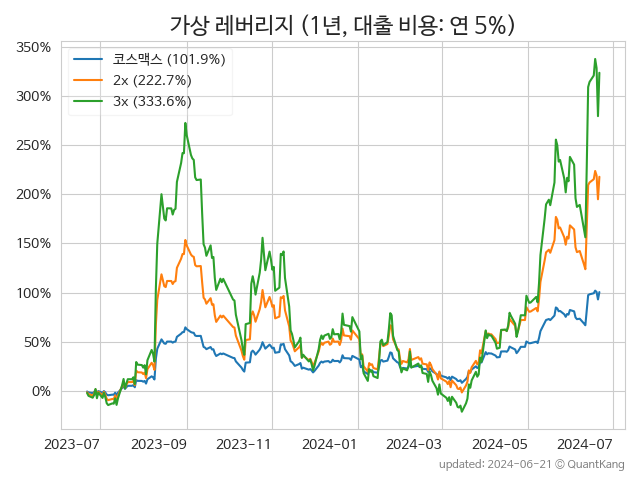 가상 레버리지 (1년, 대출 비용: 연 5%)
350%
300%
250%
200%
150%
100%
50%
0%
코스맥스 (101.9%)
2x (222.7%)
3x (333.6%)
2023-07 2023-09 2023-11 2024-01 2024-03 2024-05 2024-07
updated: 2024-06-21 © QuantKang